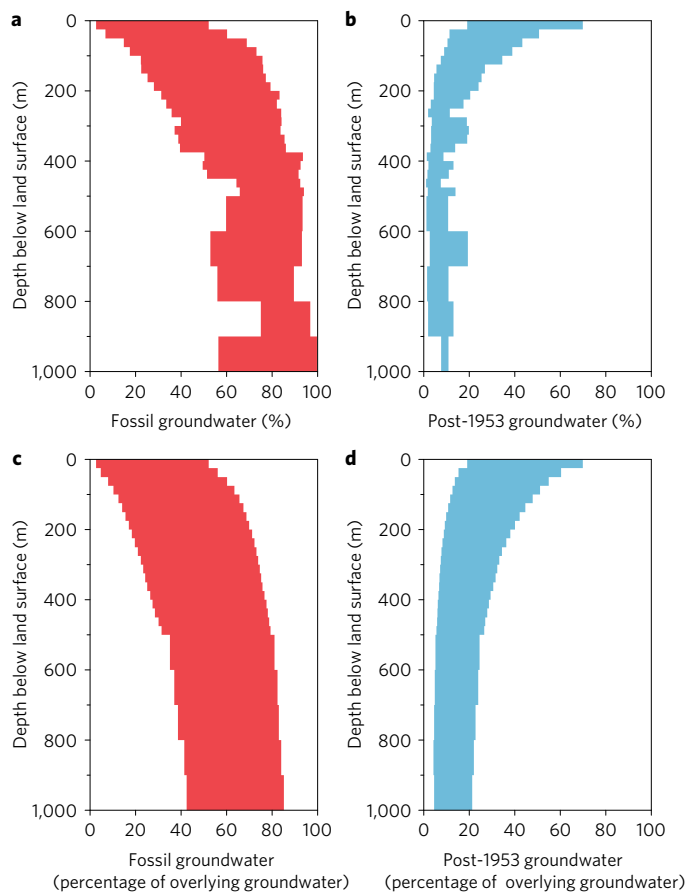 a
b
0
200
400
600
800
1,000
Depth below land surface (m)
0 20 40 60 80 100
Fossil groundwater (%)
0
200
400
600
800
1,000
Depth below land surface (m)
0 20 40 60 80 100
Post-1953 groundwater (%)
c
d
0
200
400
600
800
1,000
Depth below land surface (m)
0 20 40 60 80 100
Fossil groundwater
(percentage of overlying groundwater)
0
200
400
600
800
1,000
Depth below land surface (m)
0 20 40 60 80 100
Post-1953 groundwater
(percentage of overlying groundwater)